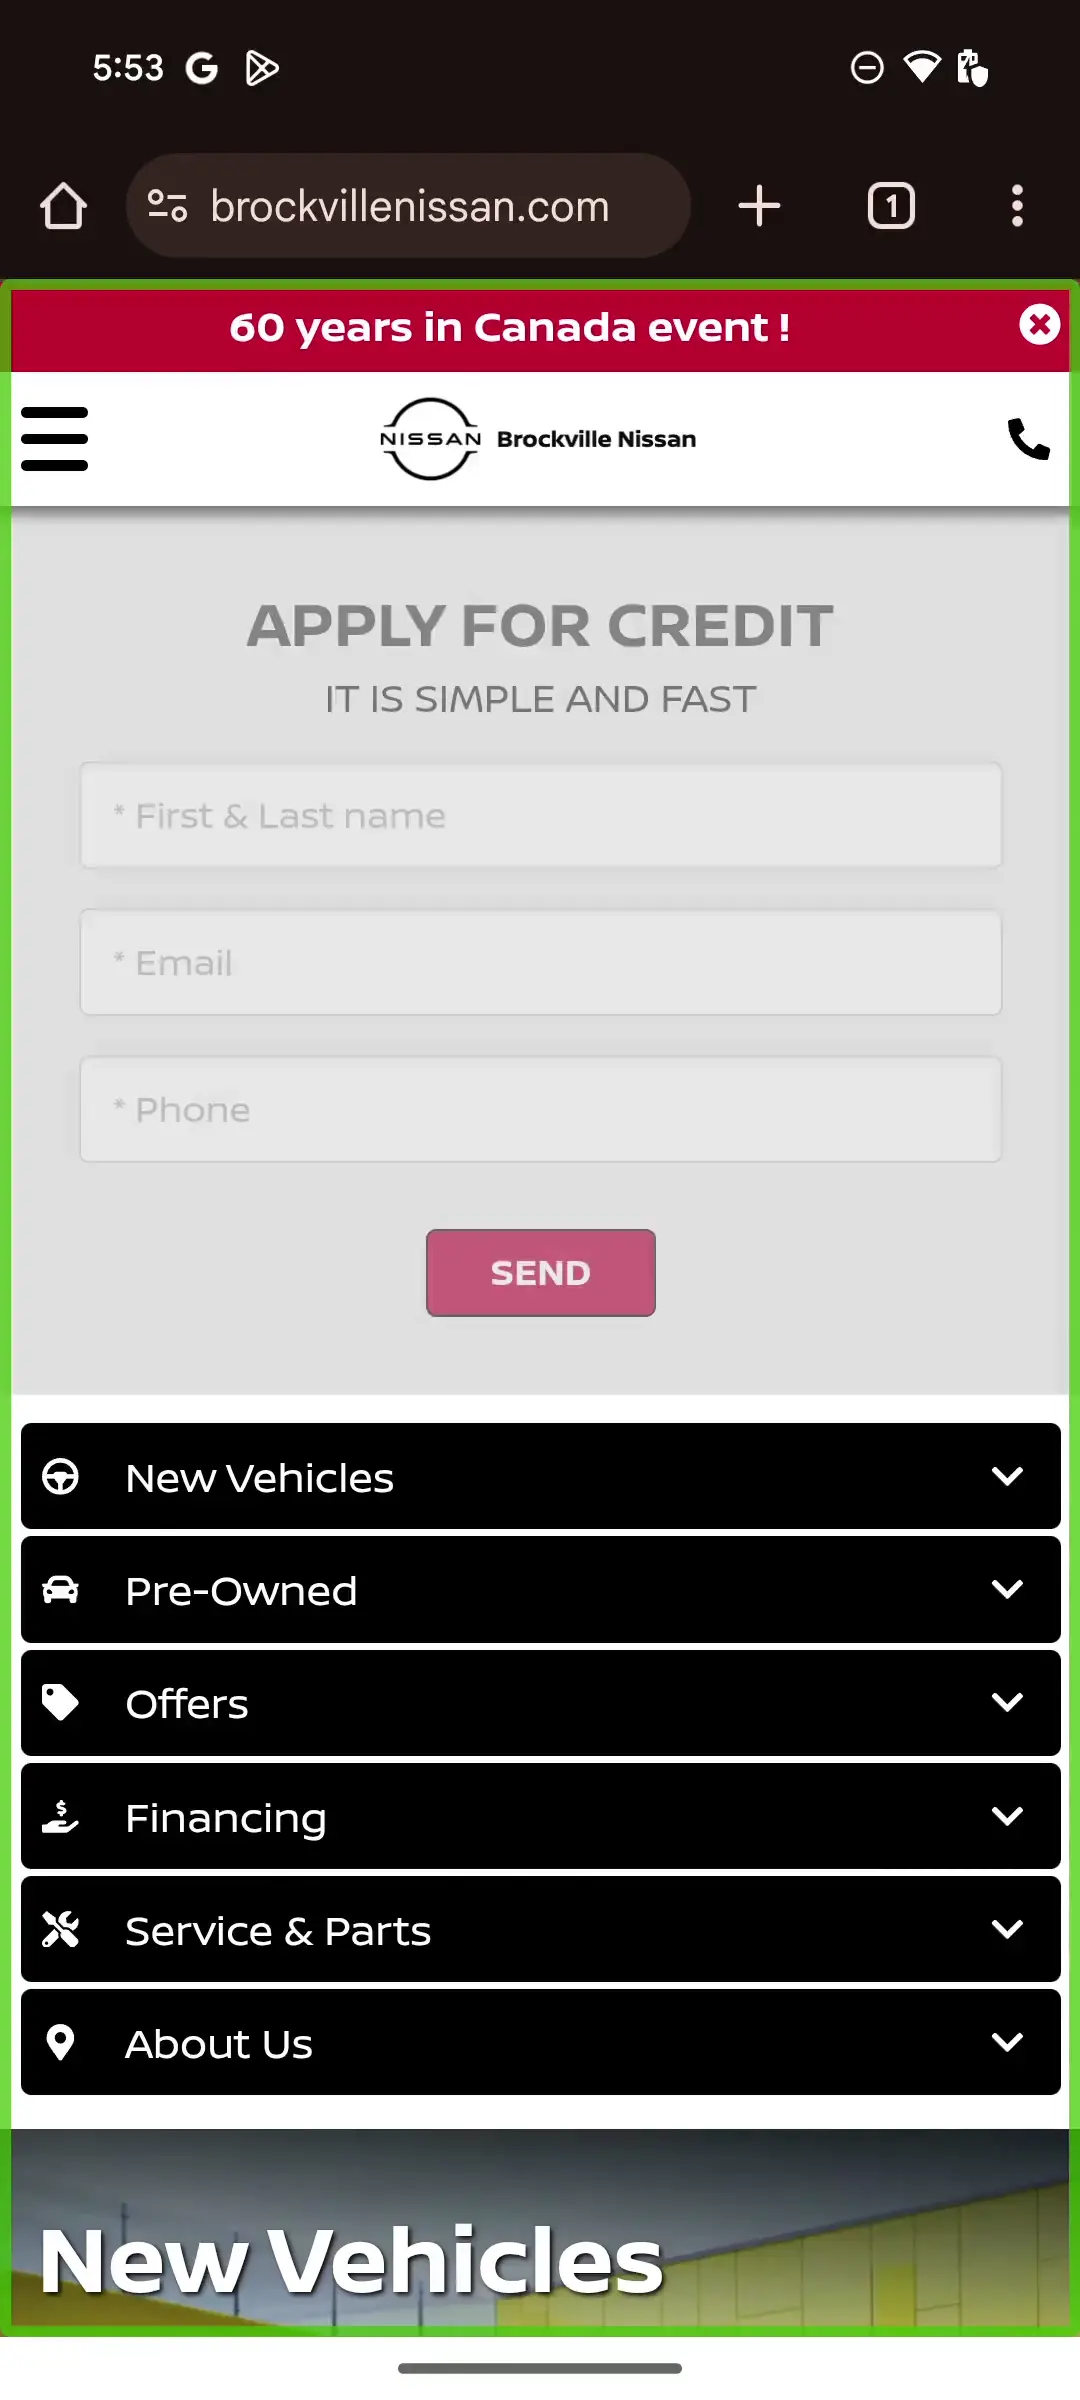 5:53
brockvillenissan.com
1
60 years in Canada event !
NISSAN Brockville Nissan
APPLY FOR CREDIT
IT IS SIMPLE AND FAST
* First & Last name
* Email
* Phone
SEND
New Vehicles
Pre-Owned
Offers
Financing
Service & Parts
About Us
New Vehicles